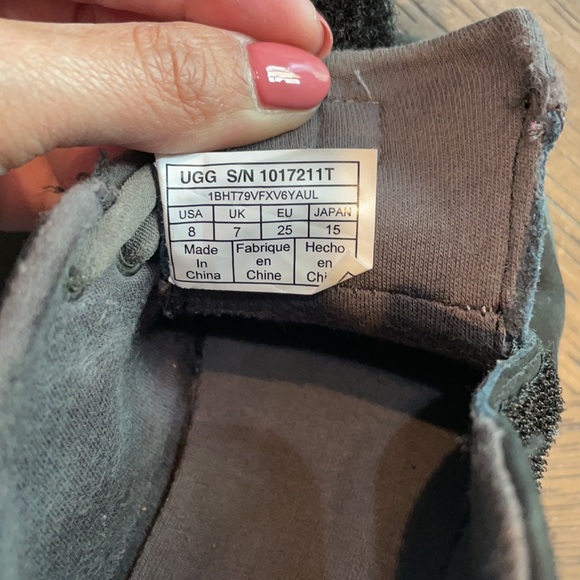 UGG S/N 1017211T
1BHT79VFXV6YAUL
USA UK EU JAPAN
8 7 25 15
Made Fabrique Hecho
In en en
China Chine